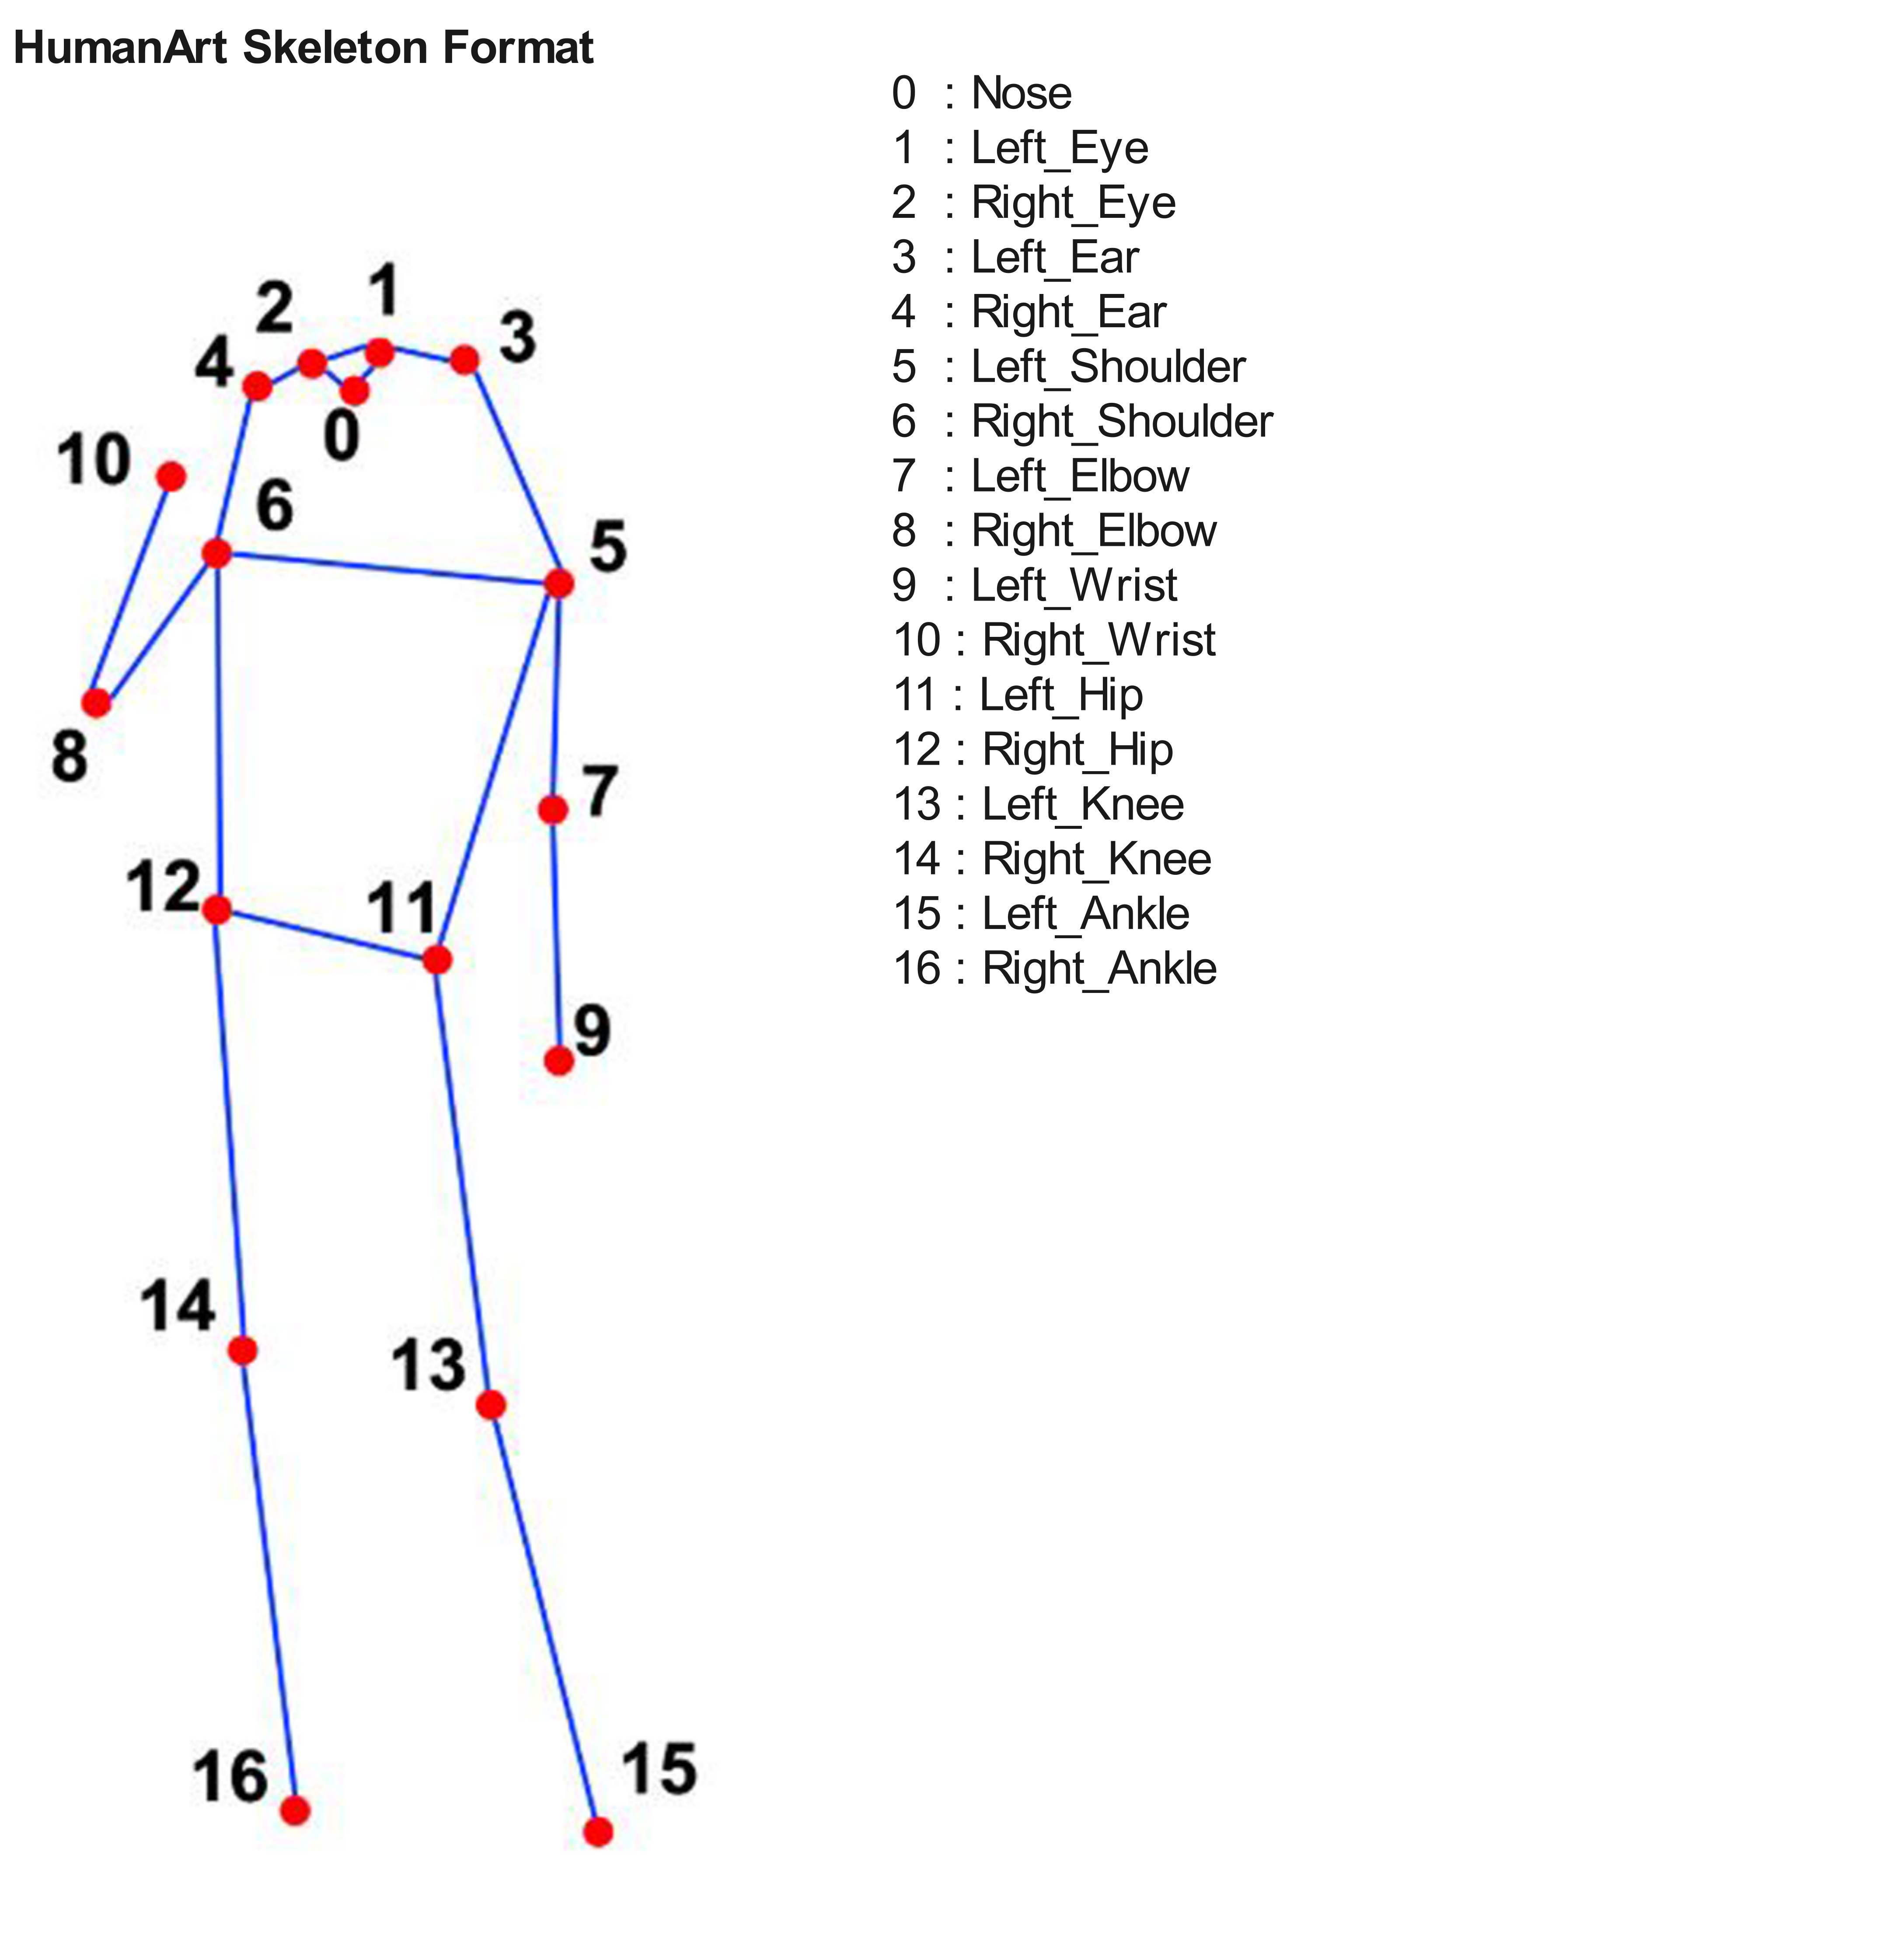 HumanArt Skeleton Format
0 : Nose
1 : Left_Eye
2 : Right_Eye
3 : Left_Ear
4 : Right_Ear
5 : Left_Shoulder
6 : Right_Shoulder
7 : Left_Elbow
8 : Right_Elbow
9 : Left_Wrist
10 : Right_Wrist
11 : Left_Hip
12 : Right_Hip
13 : Left_Knee
14 : Right_Knee
15 : Left_Ankle
16 : Right_Ankle
1
2
3
4
0
10
6
5
8
7
12
11
9
14
13
15
16